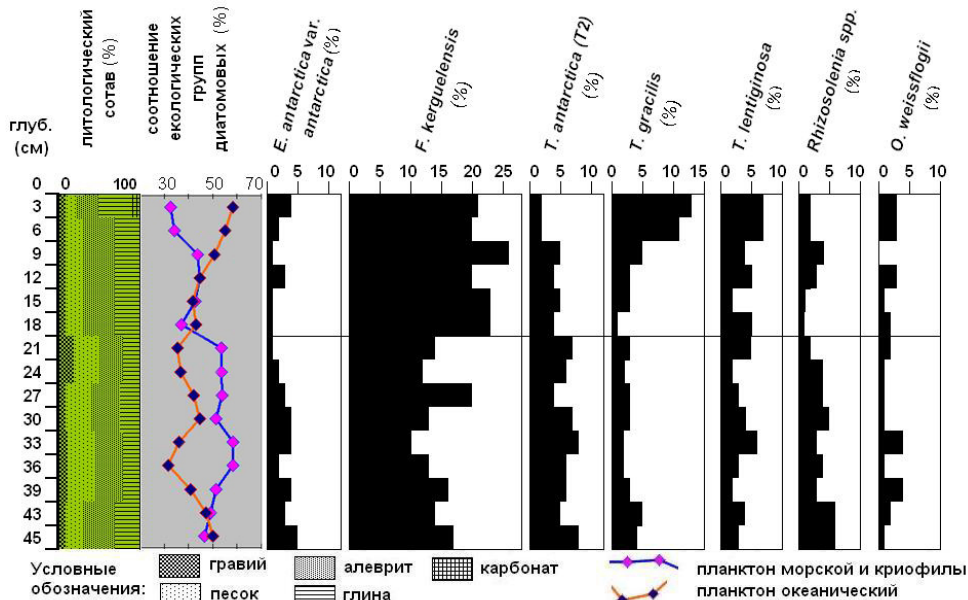 глуб.
(см)
литологический
сотав (%)
соотношение
екологических
групп
диатомовых (%)
E. antarctica var.
antarctica (%)
F. kerguelensis
(%)
T. antarctica (T2)
(%)
T. gracilis
(%)
T. lentiginosa
(%)
Rhizosolenia spp.
(%)
O. weissflogii
(%)
0 0 100 30 50 70 0 5 10 0 5 10 15 20 25 0 5 10 0 5 10 15 0 5 10 0 5 10 0 5 10
3
6
9
12
15
18
21
24
27
30
33
36
39
43
45
Условные
обозначения:
гравий
алеврит
карбонат
песок
глина
планктон морской и криофилы
планктон океанический